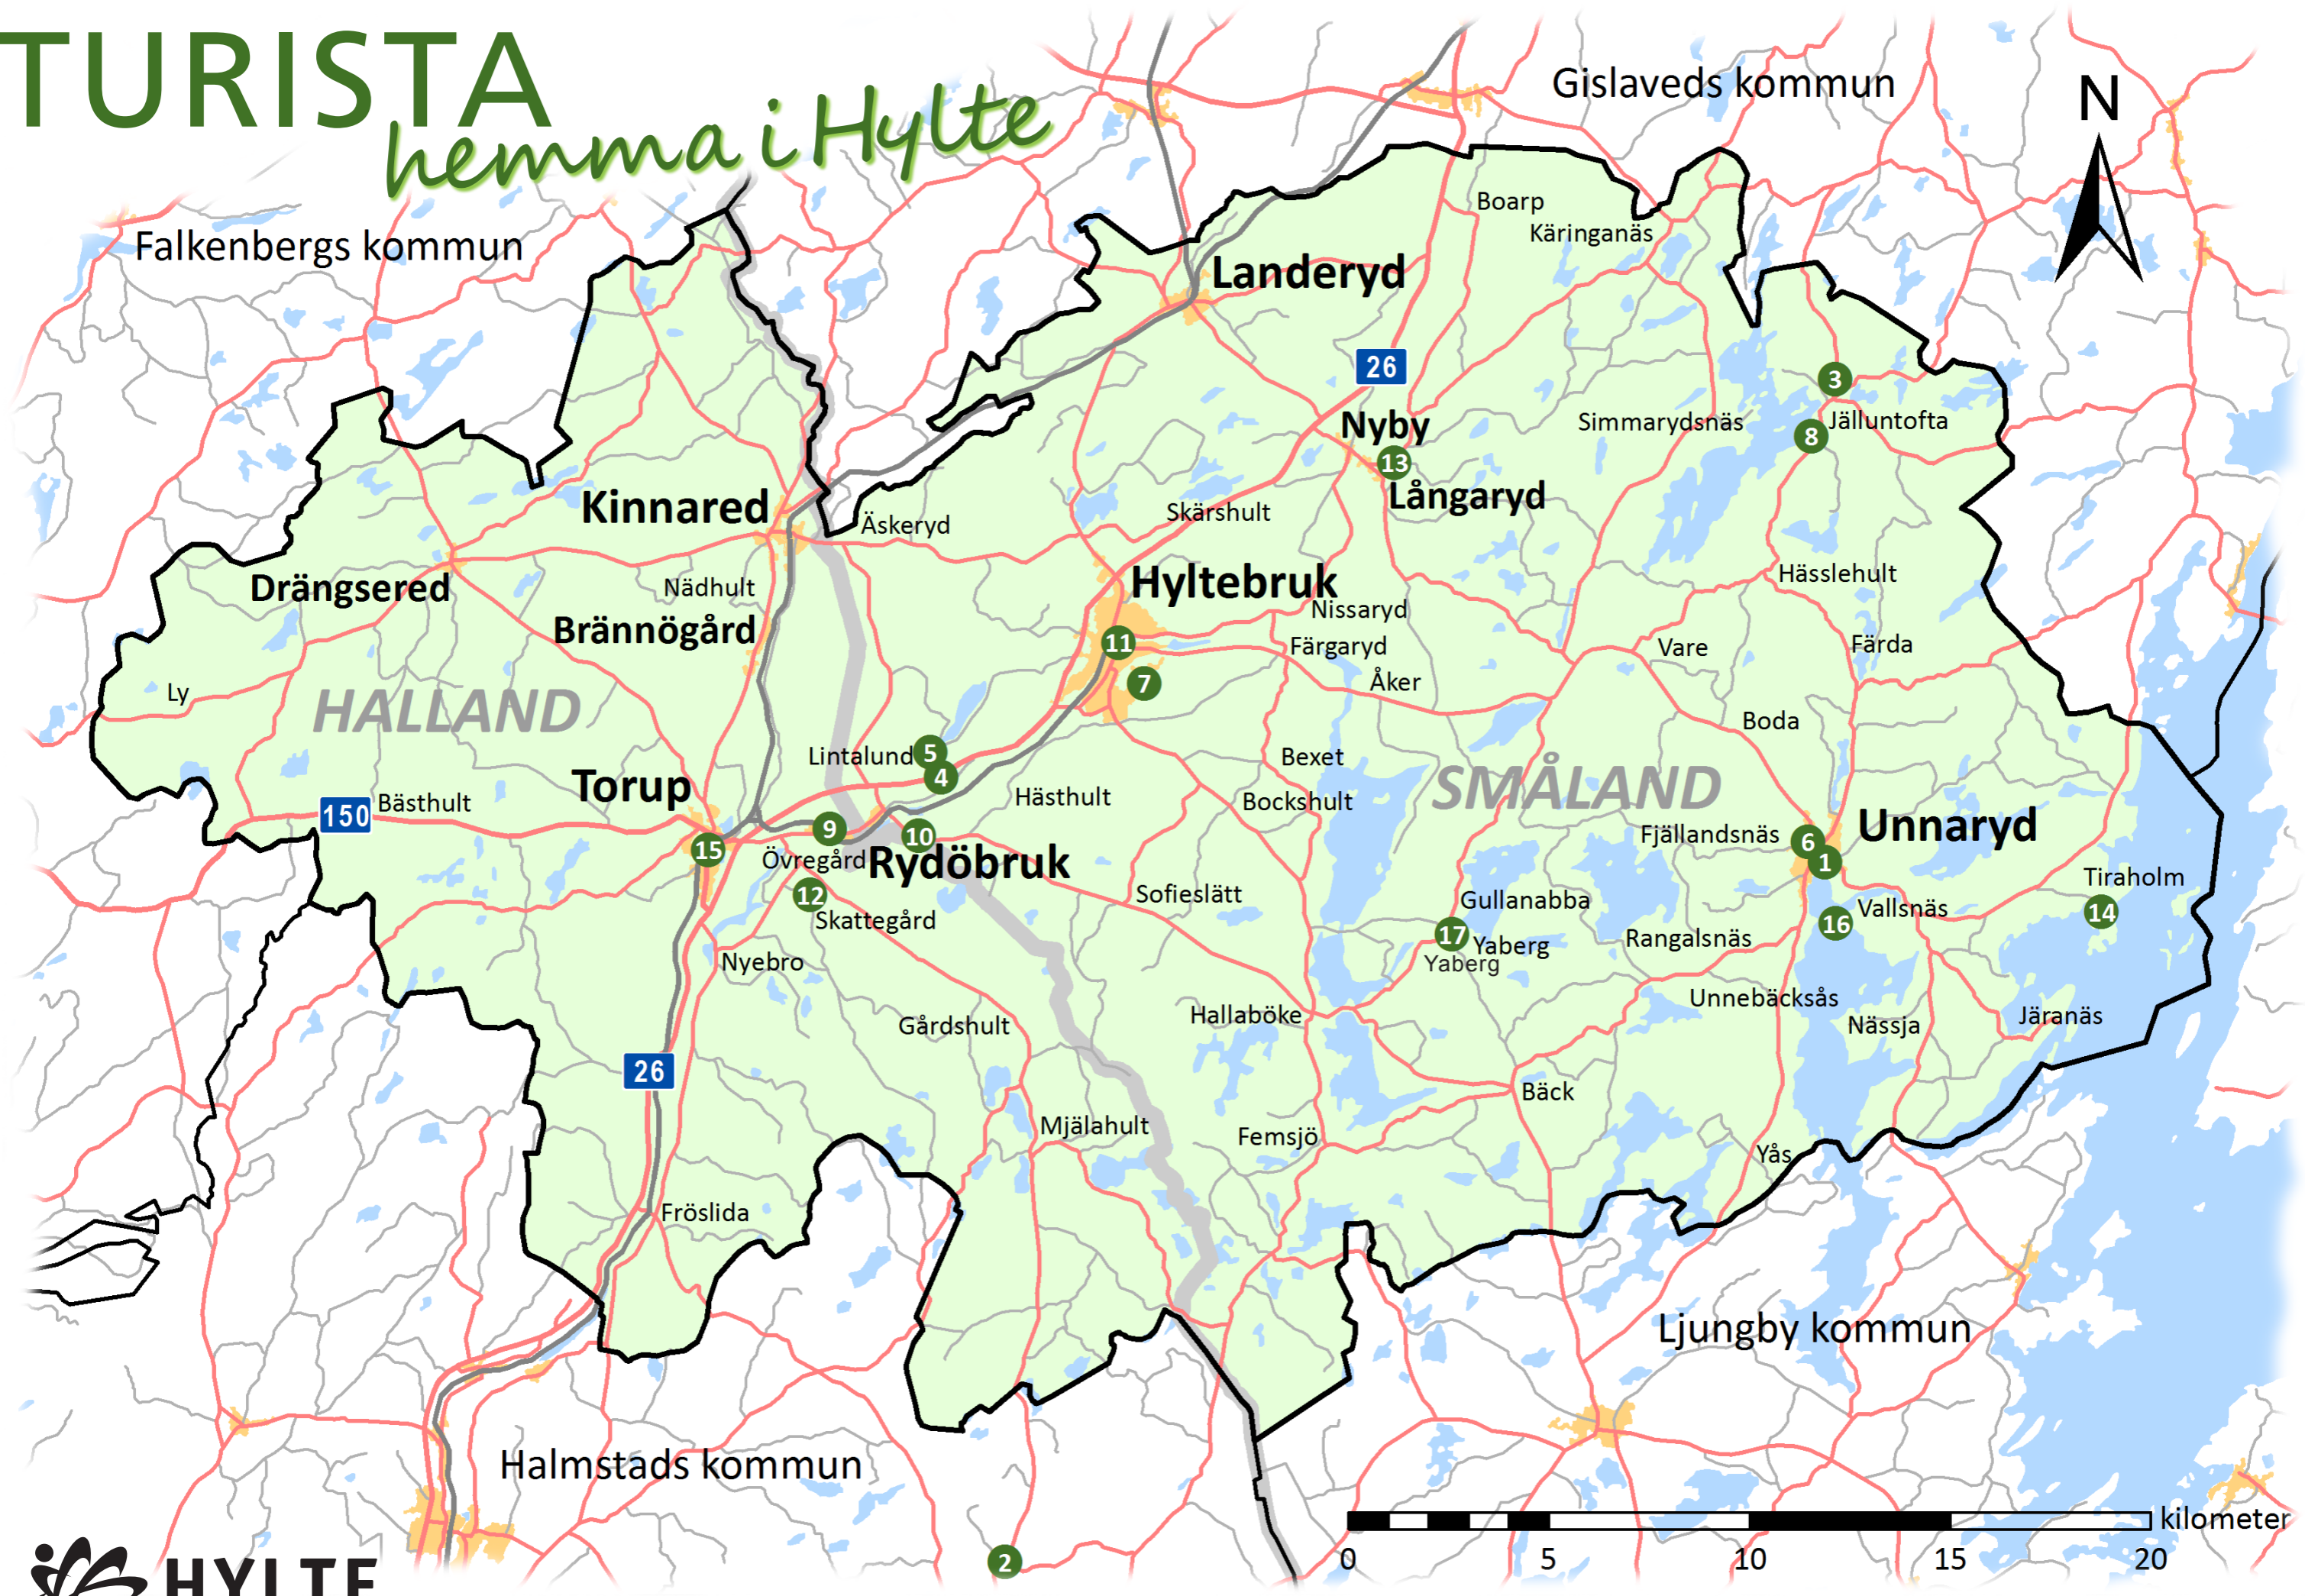 TURISTA
hemma i Hylte
Gislaveds kommun
N
Falkenbergs kommun
Boarp
Käringanäs
Landeryd
26
3
Nyby
Simmarydsnäs
Jälluntofta
8
13
Långaryd
Kinnared
Skärshult
Äskeryd
Hässlehult
Drängsered
Nädhult
Hyltebruk
Nissaryd
Brännögård
11
Färgaryd
Vare
Färda
7
Åker
Ly
HALLAND
Boda
Lintalund
5
Bexet
4
SMÅLAND
Torup
Hästhult
Bockshult
150
Bästhult
Unnaryd
9
10
Fjällandsnäs
6
15
Övregård
Rydöbruk
1
Tiraholm
12
Sofieslätt
Gullanabba
Vallsnäs
14
Skattegård
16
17
Yaberg
Rangalsnäs
Nyebro
Yaberg
Unnebäcksås
Gårdshult
Hallaböke
Nässja
Järanäs
26
Bäck
Mjälahult
Femsjö
Yås
Fröslida
Ljungby kommun
Halmstads kommun
kilometer
0 5 10 15 20
2
HYLTE